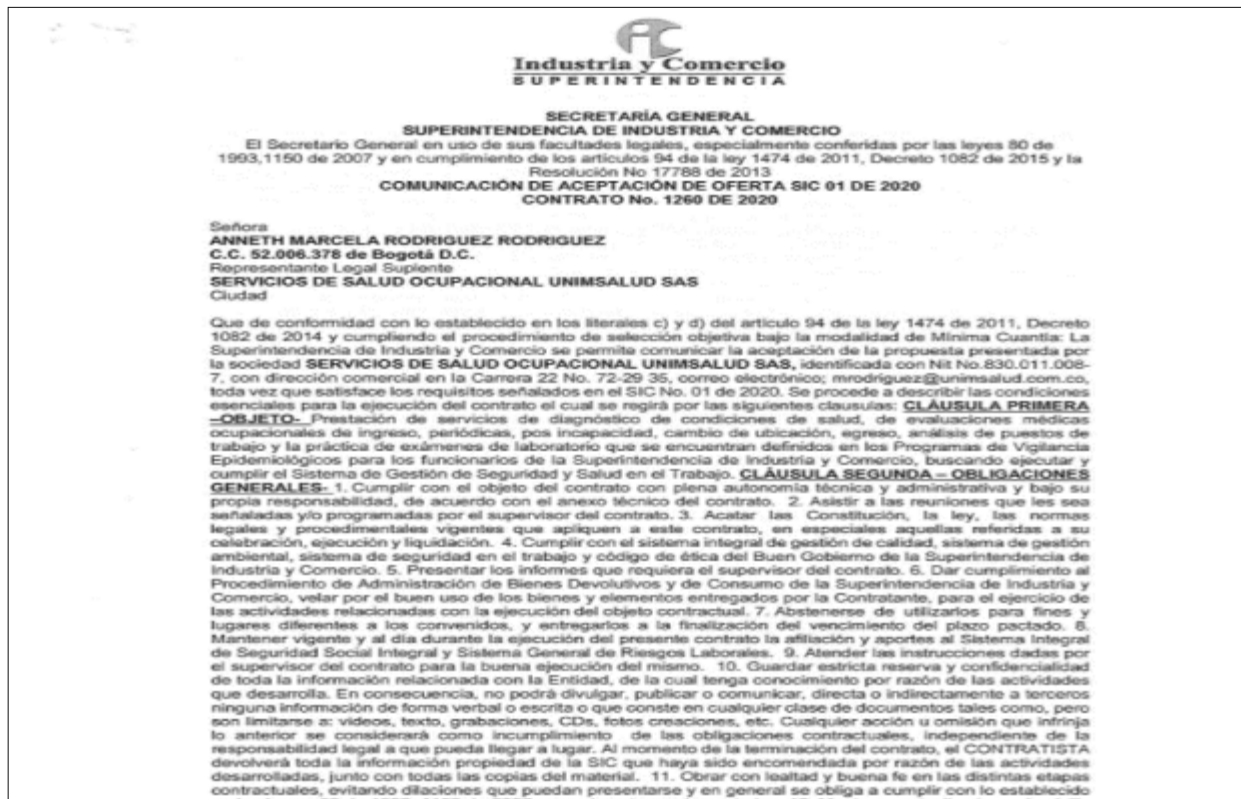 Industria y Comercio
SUPERINTENDENCIA
SECRETARÍA GENERAL
SUPERINTENDENCIA DE INDUSTRIA Y COMERCIO
El Secretario General en uso de sus facultades legales, especialmente conferidas por las leyes 80 de
1993,1150 de 2007 y en cumplimiento de los artículos 94 de la ley 1474 de 2011, Decreto 1082 de 2015 y la
Resolución No 17788 de 2013
COMUNICACIÓN DE ACEPTACIÓN DE OFERTA SIC 01 DE 2020
CONTRATO No. 1260 DE 2020
Señora
ANNETH MARCELA RODRIGUEZ RODRIGUEZ
C.C. 52.006.378 de Bogotá D.C.
Representante Legal Suplente
SERVICIOS DE SALUD OCUPACIONAL UNIMSALUD SAS
Ciudad
Que de conformidad con lo establecido en los literales c) y d) del artículo 94 de la ley 1474 de 2011, Decreto
1082 de 2014 y cumpliendo el procedimiento de selección objetiva bajo la modalidad de Mínima Cuantía: La
Superintendencia de Industria y Comercio se permite comunicar la aceptación de la propuesta presentada por
la sociedad SERVICIOS DE SALUD OCUPACIONAL UNIMSALUD SAS, identificada con Nit No.830.011.008-
7, con dirección comercial en la Carrera 22 No. 72-29 35, correo electrónico; mrodriguez@unimsalud.com.co,
toda vez que satisface los requisitos señalados en el SIC No. 01 de 2020. Se procede a describir las condiciones
esenciales para la ejecución del contrato el cual se regirá por las siguientes clausulas: CLÁUSULA PRIMERA
–OBJETO- Prestación de servicios de diagnóstico de condiciones de salud, de evaluaciones médicas
ocupacionales de ingreso, periódicas, pos incapacidad, cambio de ubicación, egreso, análisis de puestos de
trabajo y la práctica de exámenes de laboratorio que se encuentran definidos en los Programas de Vigilancia
Epidemiológicos para los funcionarios de la Superintendencia de Industria y Comercio, buscando ejecutar y
cumplir el Sistema de Gestión de Seguridad y Salud en el Trabajo. CLÁUSULA SEGUNDA – OBLIGACIONES
GENERALES- 1. Cumplir con el objeto del contrato con plena autonomía técnica y administrativa y bajo su
propia responsabilidad, de acuerdo con el anexo técnico del contrato. 2. Asistir a las reuniones que les sea
señaladas y/o programadas por el supervisor del contrato. 3. Acatar las Constitución, la ley, las normas
legales y procedimentales vigentes que apliquen a este contrato, en especiales aquellas referidas a su
celebración, ejecución y liquidación. 4. Cumplir con el sistema integral de gestión de calidad, sistema de gestión
ambiental, sistema de seguridad en el trabajo y código de ética del Buen Gobierno de la Superintendencia de
Industria y Comercio. 5. Presentar los informes que requiera el supervisor del contrato. 6. Dar cumplimiento al
Procedimiento de Administración de Bienes Devolutivos y de Consumo de la Superintendencia de Industria y
Comercio, velar por el buen uso de los bienes y elementos entregados por la Contratante, para el ejercicio de
las actividades relacionadas con la ejecución del objeto contractual. 7. Abstenerse de utilizarlos para fines y
lugares diferentes a los convenidos, y entregarlos a la finalización del vencimiento del plazo pactado. 8.
Mantener vigente y al día durante la ejecución del presente contrato la afiliación y aportes al Sistema Integral
de Seguridad Social Integral y Sistema General de Riesgos Laborales. 9. Atender las instrucciones dadas por
el supervisor del contrato para la buena ejecución del mismo. 10. Guardar estricta reserva y confidencialidad
de toda la información relacionada con la Entidad, de la cual tenga conocimiento por razón de las actividades
que desarrolla. En consecuencia, no podrá divulgar, publicar o comunicar, directa o indirectamente a terceros
ninguna información de forma verbal o escrita o que conste en cualquier clase de documentos tales como, pero
son limitarse a: videos, texto, grabaciones, CDs, fotos creaciones, etc. Cualquier acción u omisión que infrinja
lo anterior se considerará como incumplimiento de las obligaciones contractuales, independiente de la
responsabilidad legal a que pueda llegar a lugar. Al momento de la terminación del contrato, el CONTRATISTA
devolverá toda la información propiedad de la SIC que haya sido encomendada por razón de las actividades
desarrolladas, junto con todas las copias del material. 11. Obrar con lealtad y buena fe en las distintas etapas
contractuales, evitando dilaciones que puedan presentarse y en general se obliga a cumplir con lo establecido